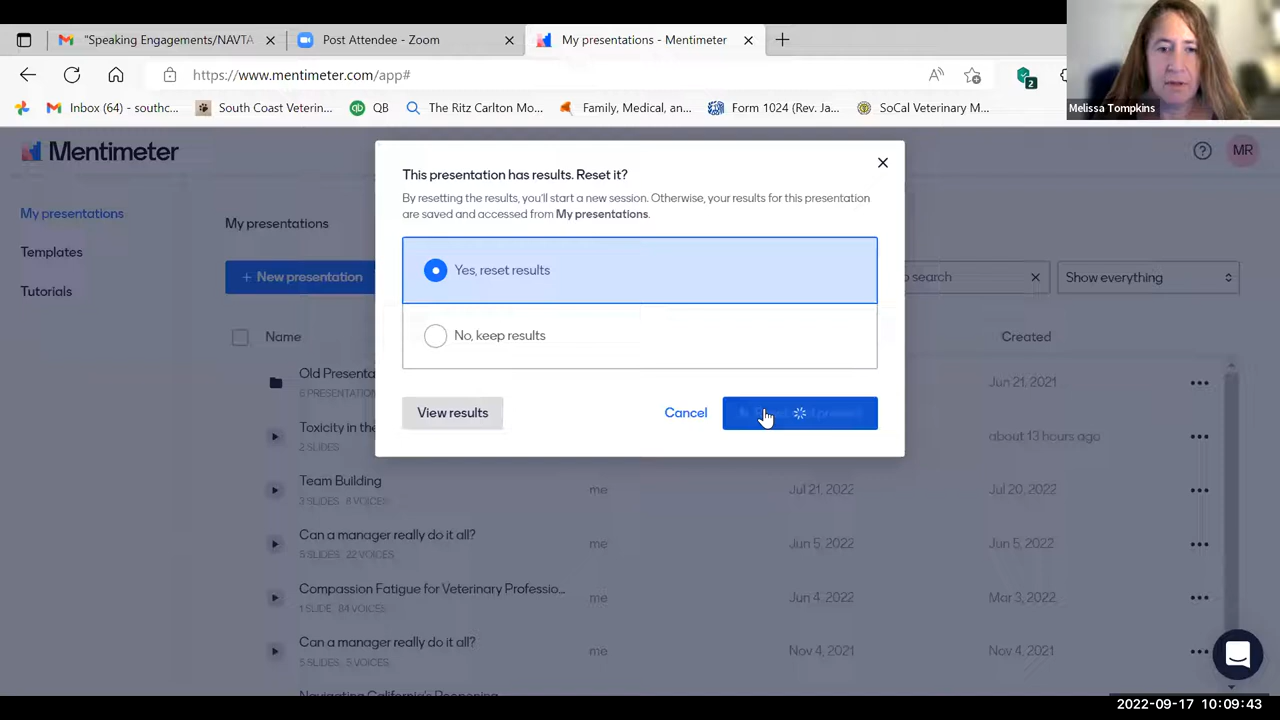 "Speaking Engagements/NAVTA
Post Attendee - Zoom
My presentations - Mentimeter
https://www.mentimeter.com/app#
2
Inbox (64) - southc...
South Coast Veterin...
QB
The Ritz Carlton Mo...
Family, Medical, an...
Form 1024 (Rev. Ja...
SoCal Veterinary M...
Melissa Tompkins
Mentimeter
MR
My presentations
Templates
Tutorials
My presentations
+ New presentation
search
Show everything
Name
Created
This presentation has results. Reset it?
By resetting the results, you'll start a new session. Otherwise, your results for this presentation
are saved and accessed from My presentations.
Yes, reset results
No, keep results
View results
Cancel
Old Presenta
6 PRESENTATION
Jun 21, 2021
Toxicity in the
2 SLIDES
about 13 hours ago
Team Building
3 SLIDES 8 VOICES
me
Jul 21, 2022
Jul 20, 2022
Can a manager really do it all?
5 SLIDES 22 VOICES
me
Jun 5, 2022
Jun 5, 2022
Compassion Fatigue for Veterinary Professio...
1 SLIDE 84 VOICES
me
Jun 4, 2022
Mar 3, 2022
Can a manager really do it all?
5 SLIDES 5 VOICES
me
Nov 4, 2021
Nov 4, 2021
Navigating California's Reopening
2022-09-17 10:09:43